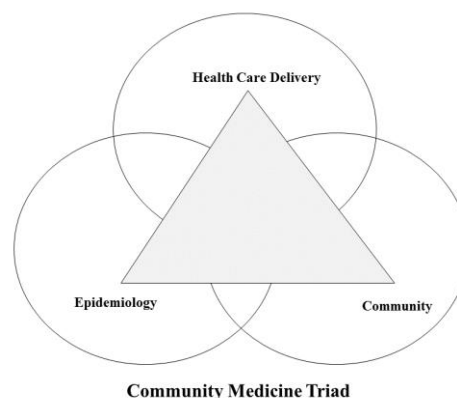 Health Care Delivery
Epidemiology
Community
Community Medicine Triad